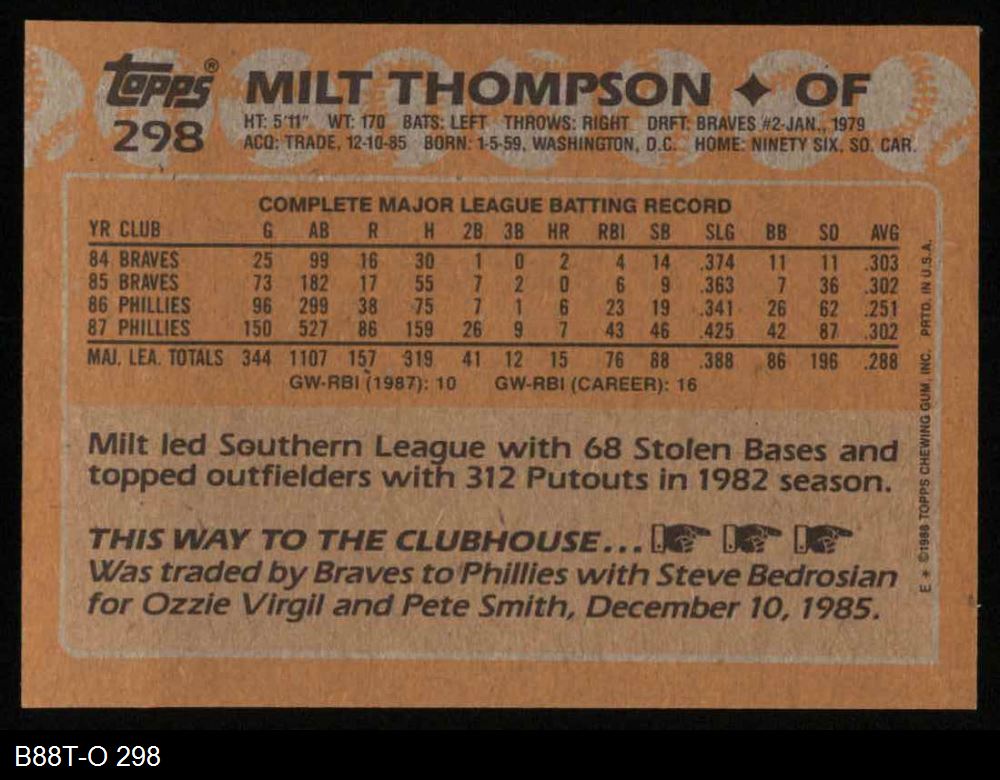 topps®
298
MILT THOMPSON ✦ OF
HT: 5'11" WT: 170 BATS: LEFT THROWS: RIGHT DRFT: BRAVES #2-JAN., 1979
ACQ: TRADE, 12-10-85 BORN: 1-5-59, WASHINGTON, D.C. HOME: NINETY SIX, SO. CAR.
COMPLETE MAJOR LEAGUE BATTING RECORD
YR CLUB G AB R H 2B 3B HR RBI SB SLG BB SO AVG
84 BRAVES 25 99 16 30 1 0 2 4 14 .374 11 11 .303
85 BRAVES 73 182 17 55 7 2 0 6 9 .363 7 36 .302
86 PHILLIES 96 299 38 75 7 1 6 23 19 .341 26 62 .251
87 PHILLIES 150 527 86 159 26 9 7 43 46 .425 42 87 .302
MAJ. LEA. TOTALS 344 1107 157 319 41 12 15 76 88 .388 86 196 .288
GW-RBI (1987): 10 GW-RBI (CAREER): 16
Milt led Southern League with 68 Stolen Bases and
topped outfielders with 312 Putouts in 1982 season.
THIS WAY TO THE CLUBHOUSE...
Was traded by Braves to Phillies with Steve Bedrosian
for Ozzie Virgil and Pete Smith, December 10, 1985.
E * ©1988 TOPPS CHEWING GUM, INC. PRTD. IN U.S.A.
B88T-O 298